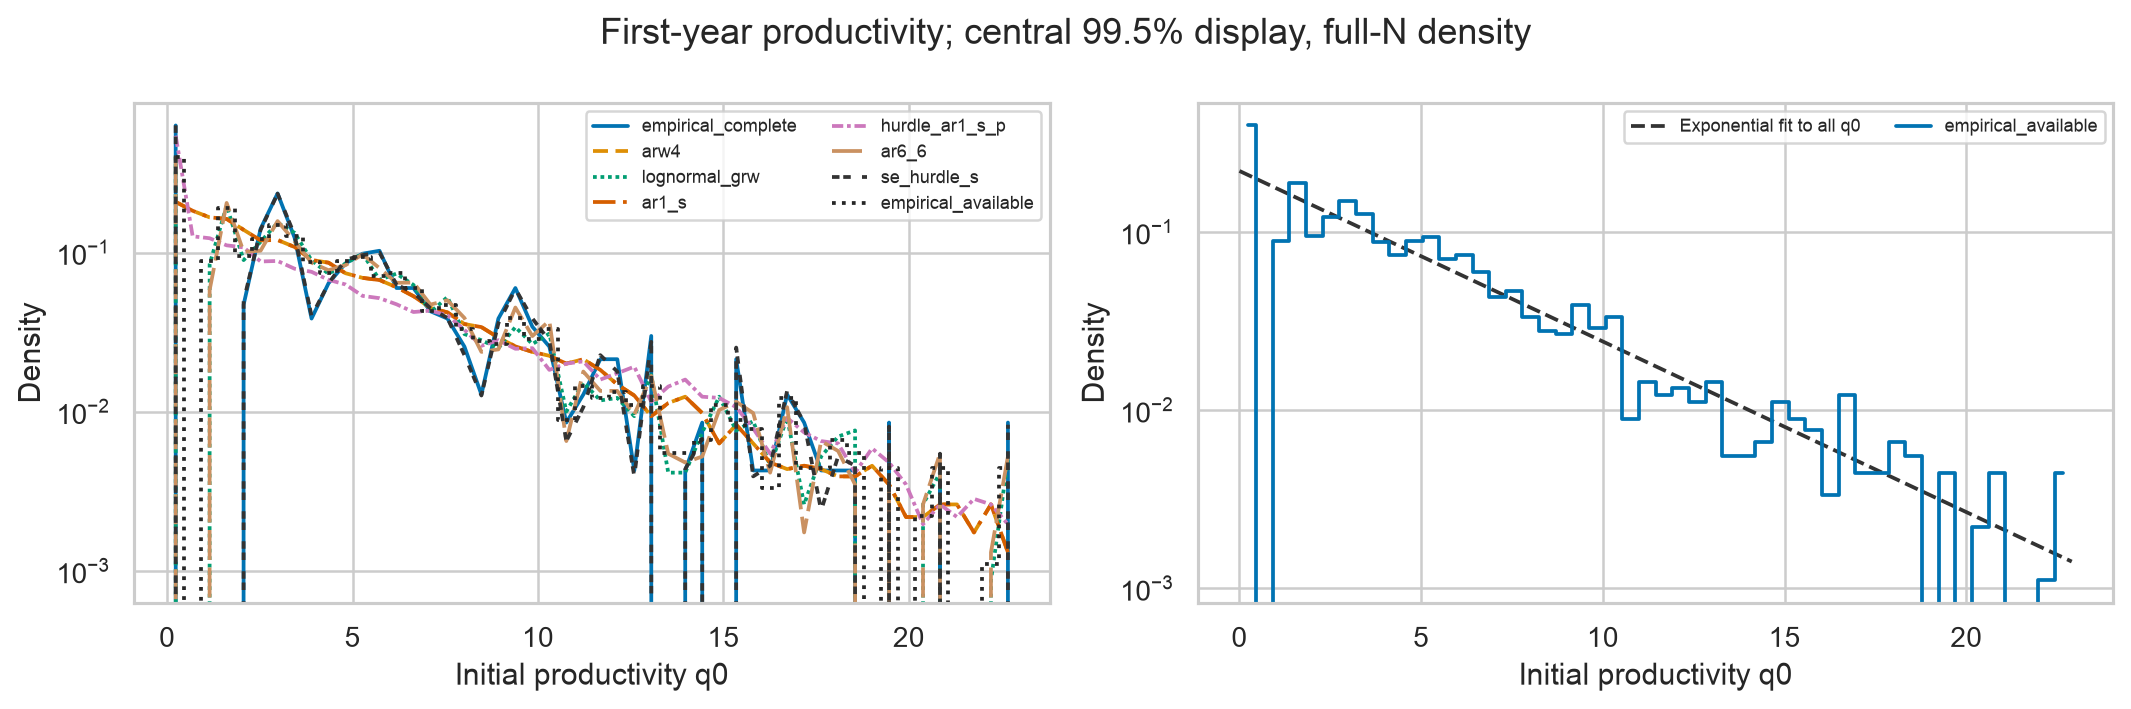 First-year productivity; central 99.5% display, full-N density
empirical_complete
arw4
lognormal_grw
ar1_s
hurdle_ar1_s_p
ar6_6
se_hurdle_s
empirical_available
Density
10⁻¹
10⁻²
10⁻³
0 5 10 15 20
Initial productivity q0
Exponential fit to all q0
empirical_available
Density
10⁻¹
10⁻²
10⁻³
0 5 10 15 20
Initial productivity q0